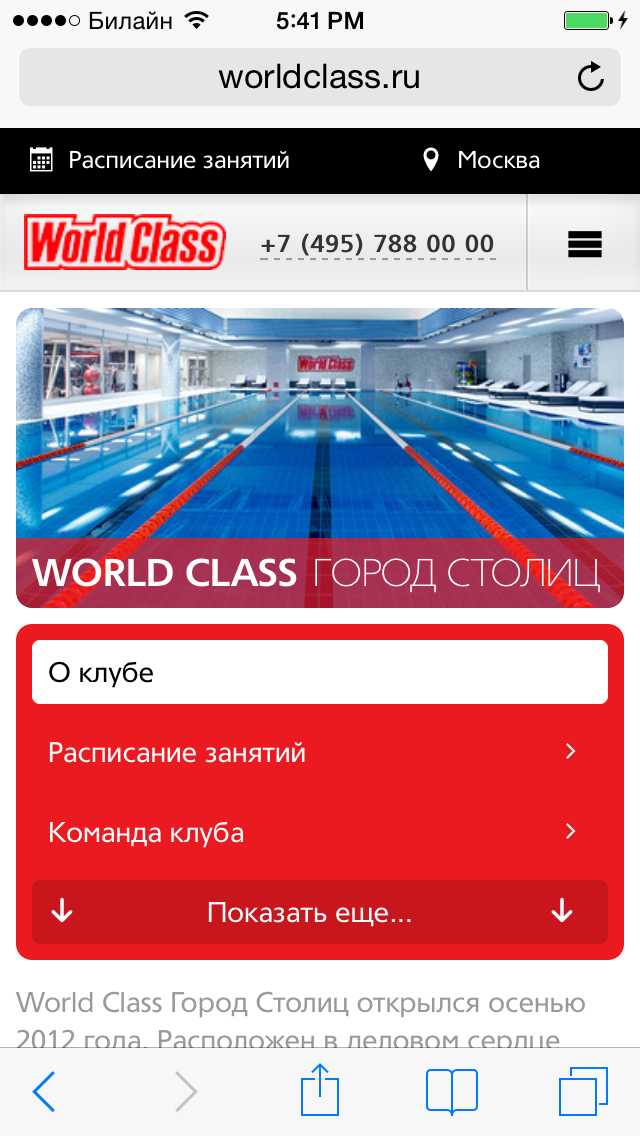 Билайн 5:41 PM
worldclass.ru
Расписание занятий Москва
World Class +7 (495) 788 00 00
World Class
WORLD CLASS ГОРОД СТОЛИЦ
О клубе
Расписание занятий
Команда клуба
Показать еще...
World Class Город Столиц открылся осенью
2012 года. Расположен в деловом сердце